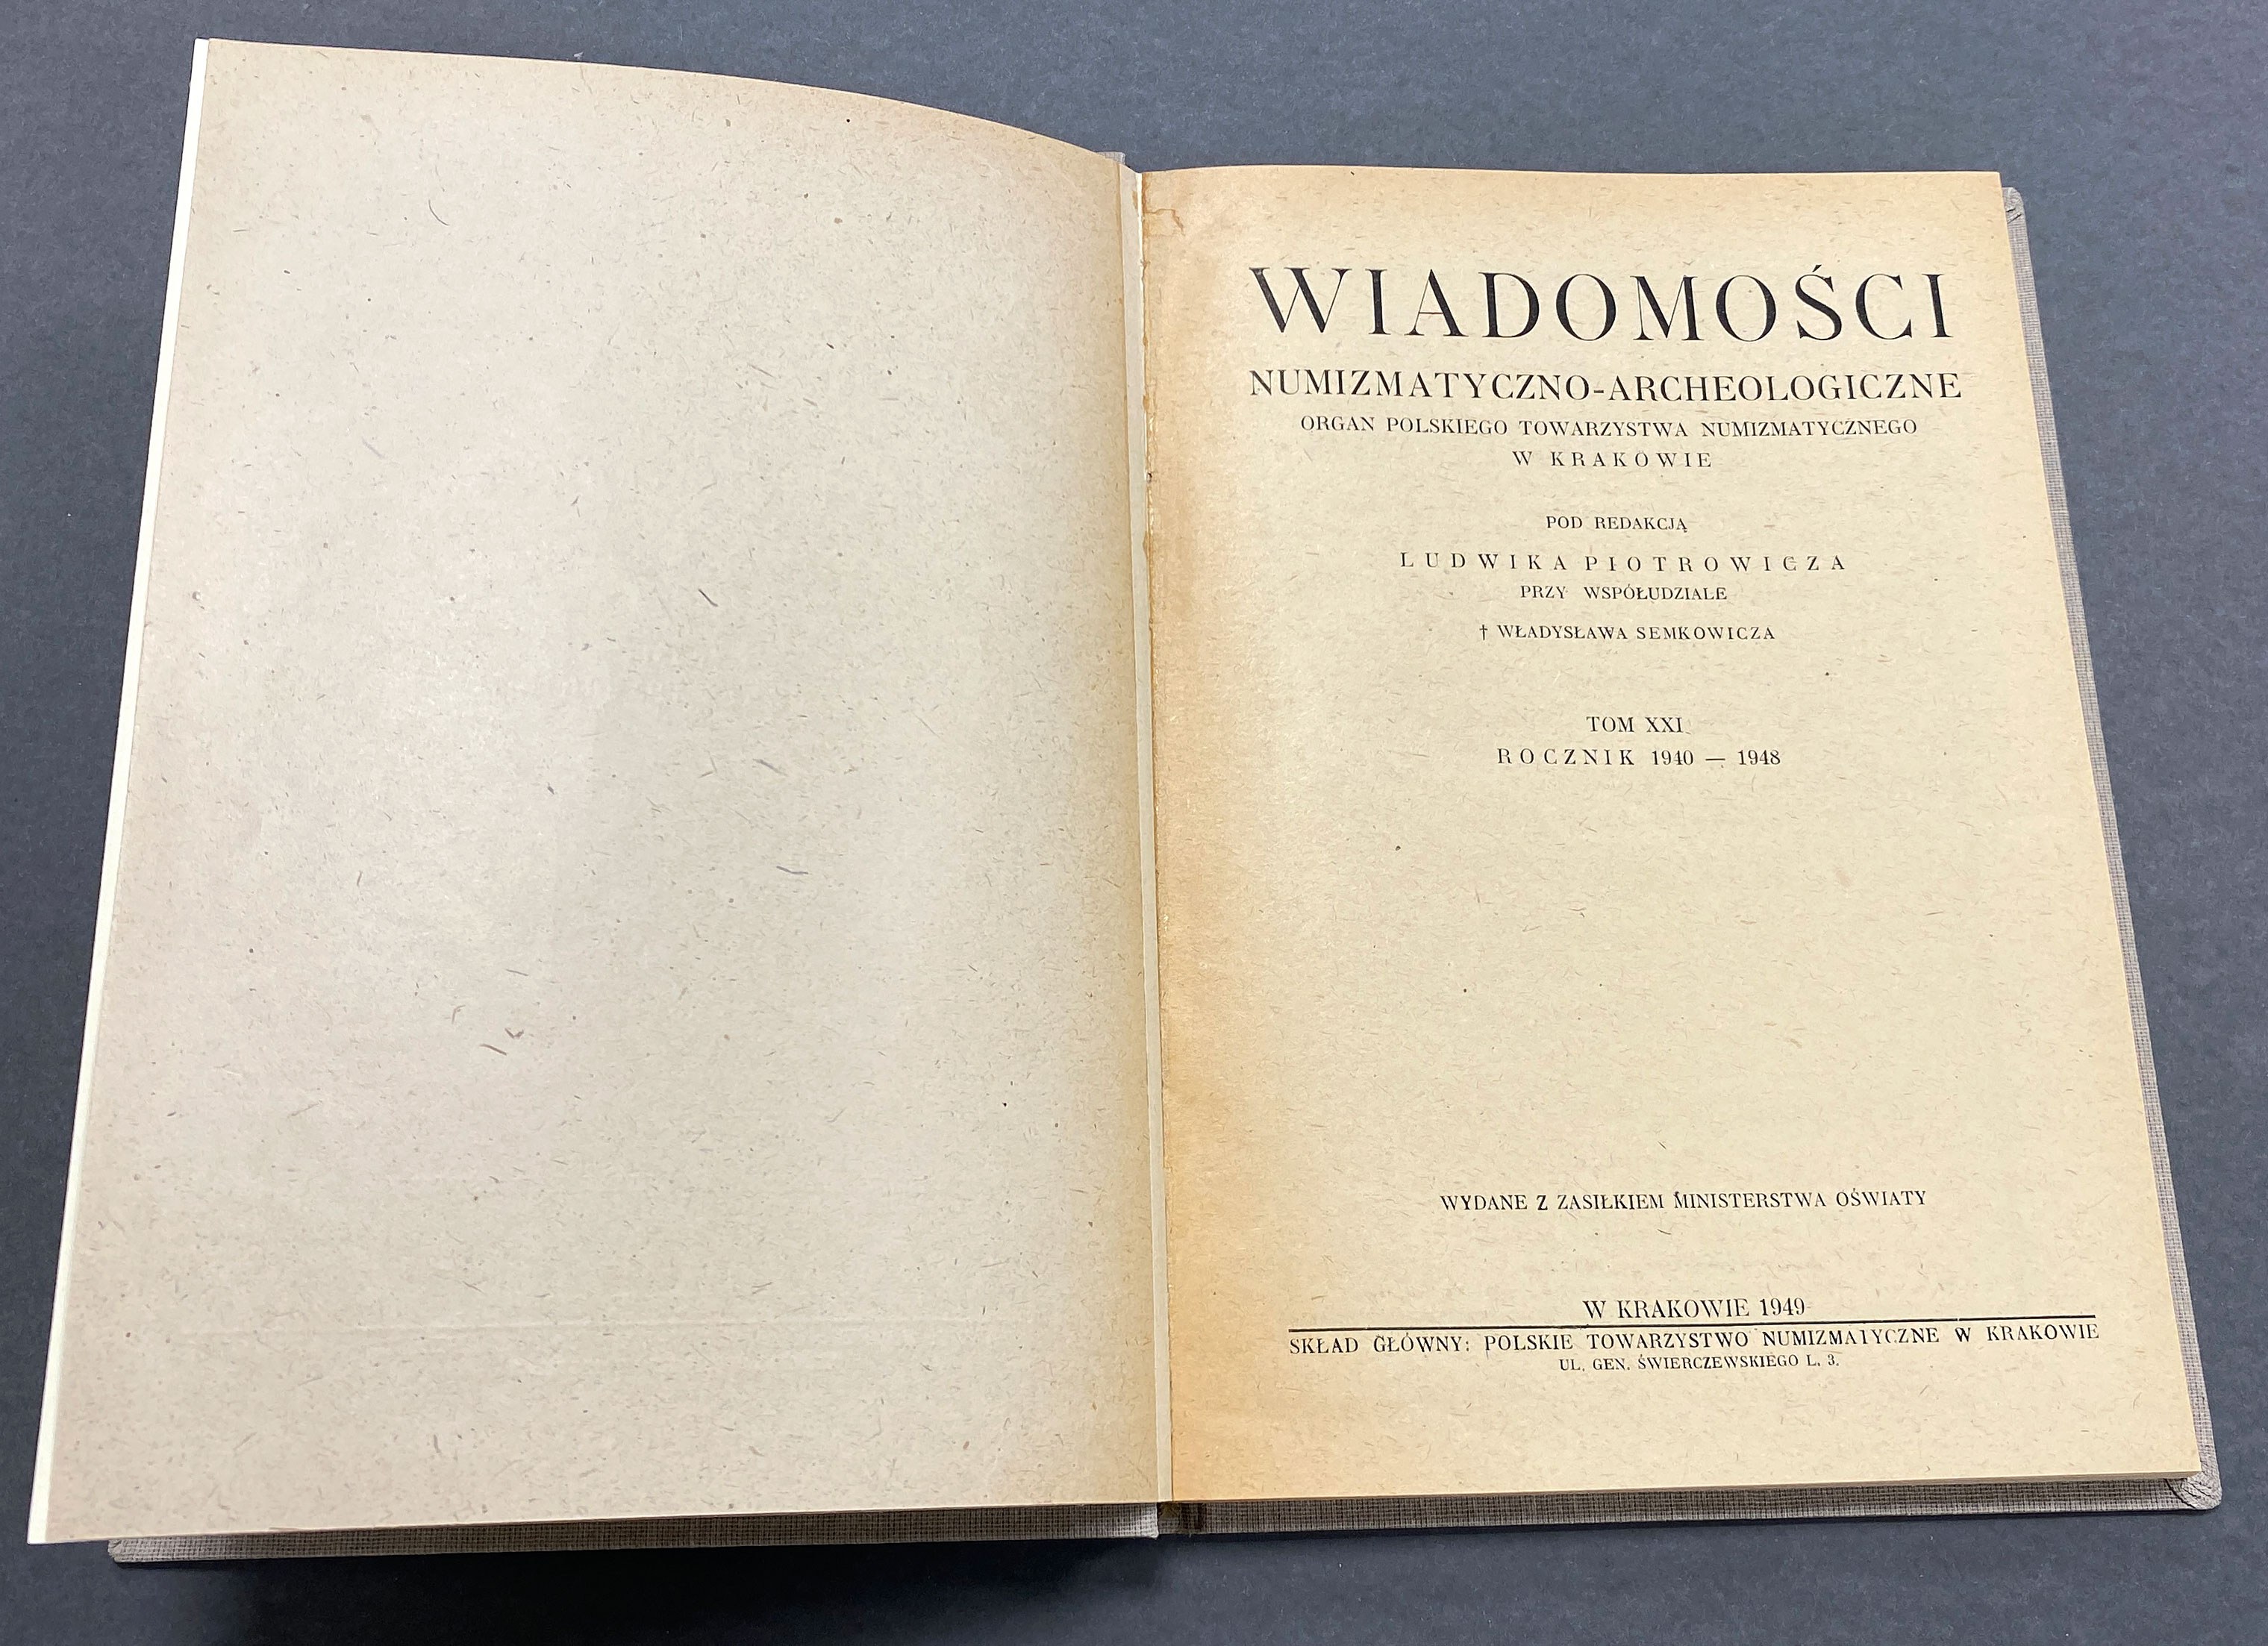 WIADOMOŚCI
NUMIZMATYCZNO-ARCHEOLOGICZNE
ORGAN POLSKIEGO TOWARZYSTWA NUMIZMATYCZNEGO
W KRAKOWIE
POD REDAKCJĄ
LUDWIKA PIOTROWICZA
PRZY WSPÓŁUDZIALE
† WŁADYSŁAWA SEMKOWICZA
TOM XXI
ROCZNIK 1940 — 1948
WYDANE Z ZASIŁKIEM MINISTERSTWA OŚWIATY
W KRAKOWIE 1949
SKŁAD GŁÓWNY: POLSKIE TOWARZYSTWO NUMIZMATYCZNE W KRAKOWIE
UL. GEN. ŚWIERCZEWSKIEGO L. 3.